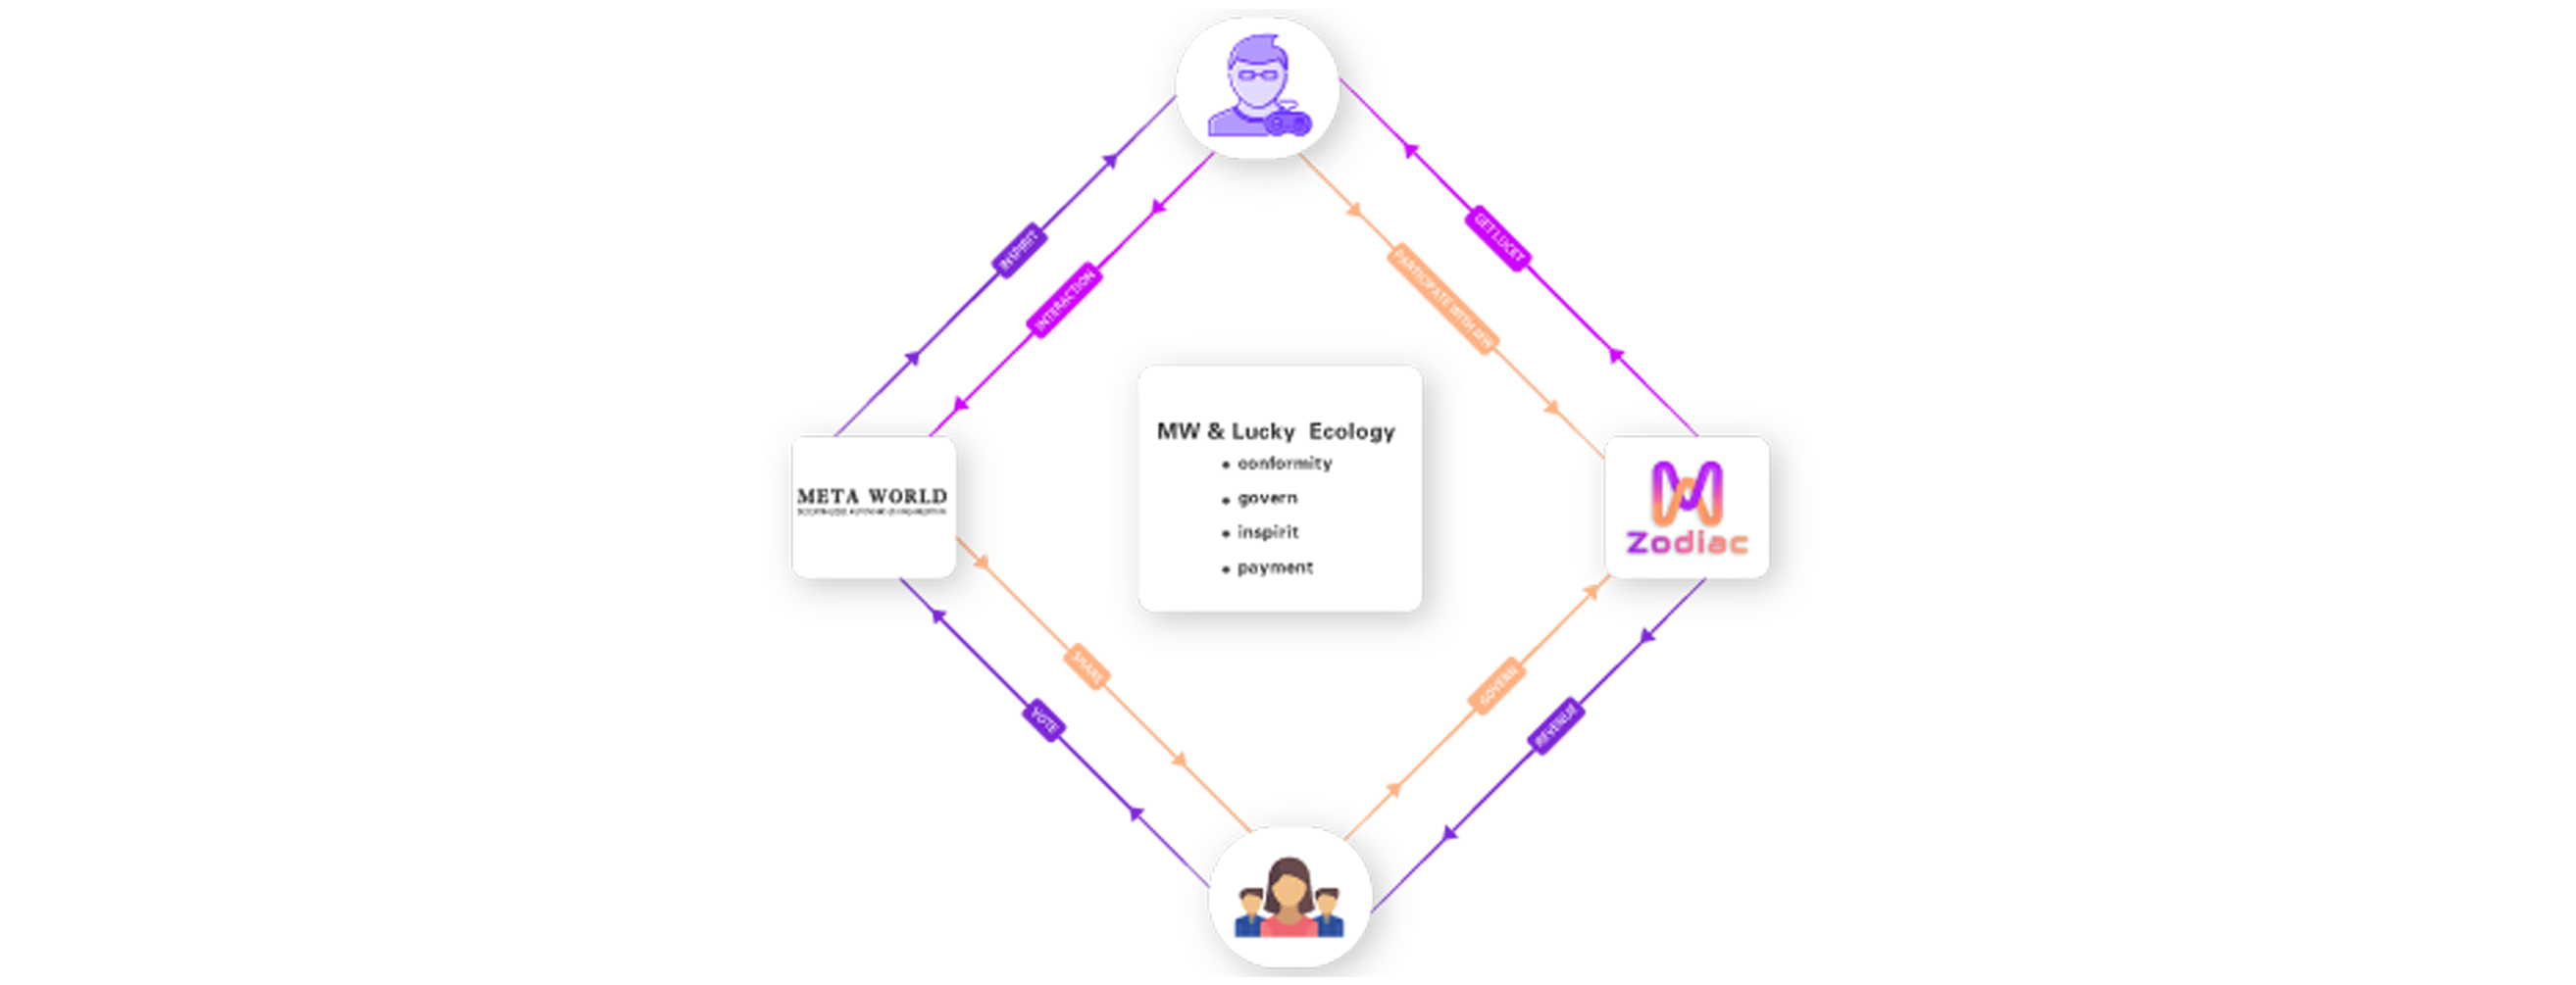 INSPIRIT
GET LUCKY
INTERACTION
PARTICIPATE WITH MW
MW & Lucky Ecology
• conformity
• govern
• inspirit
• payment
META WORLD
Zodiac
SHARE
GOVERN
VOTE
REVENUE